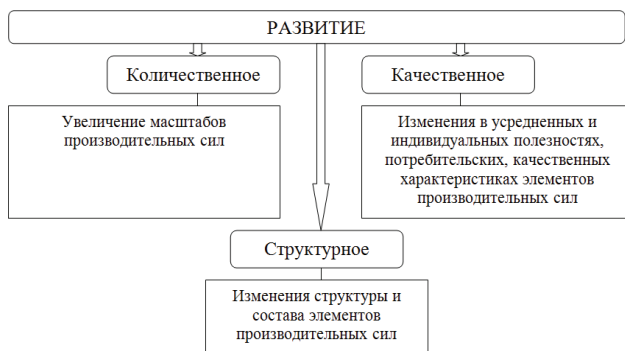 РАЗВИТИЕ
Количественное
Качественное
Увеличение масштабов
производительных сил
Изменения в усредненных и
индивидуальных полезностях,
потребительских, качественных
характеристиках элементов
производительных сил
Структурное
Изменения структуры и
состава элементов
производительных сил